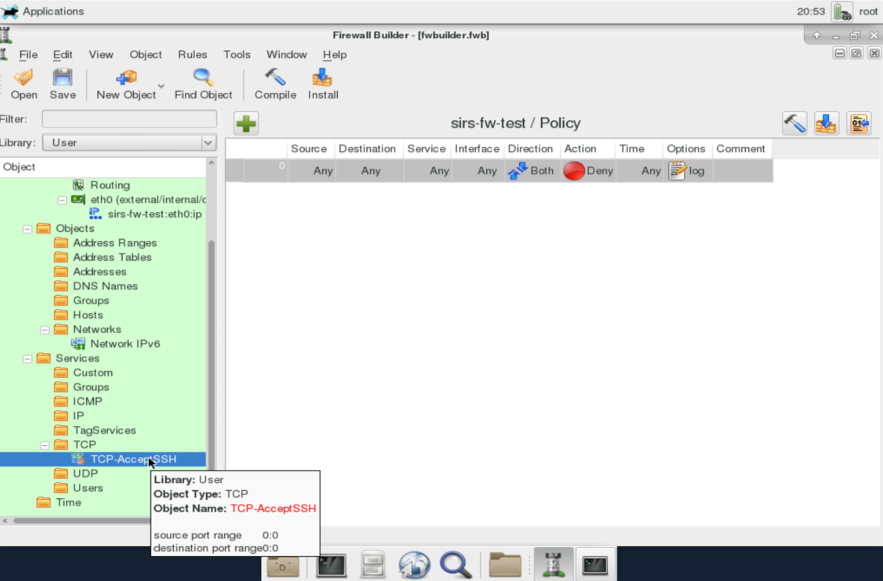 Applications
20:53
root
Firewall Builder - [fwbuilder.fwb]
File Edit View Object Rules Tools Window Help
Open Save New Object Find Object Compile Install
Filter:
Library: User
sirs-fw-test / Policy
Object
Source Destination Service Interface Direction Action Time Options Comment
0 Any Any Any Any Both Deny Any log
Routing
eth0 (external/internal/
sirs-fw-test:eth0:ip
Objects
Address Ranges
Address Tables
Addresses
DNS Names
Groups
Hosts
Networks
Network IPv6
Services
Custom
Groups
ICMP
IP
TagServices
TCP
TCP-AcceptSSH
UDP
Users
Time
Library: User
Object Type: TCP
Object Name: TCP-AcceptSSH
source port range 0:0
destination port range0:0